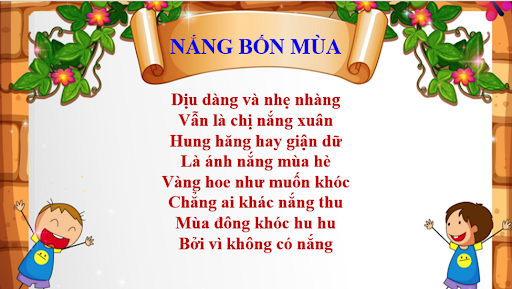 NẮNG BỐN MÙA
Dịu dàng và nhẹ nhàng
Vẫn là chị nắng xuân
Hung hăng hay giận dữ
Là ánh nắng mùa hè
Vàng hoe như muốn khóc
Chẳng ai khác nắng thu
Mùa đông khóc hu hu
Bởi vì không có nắng